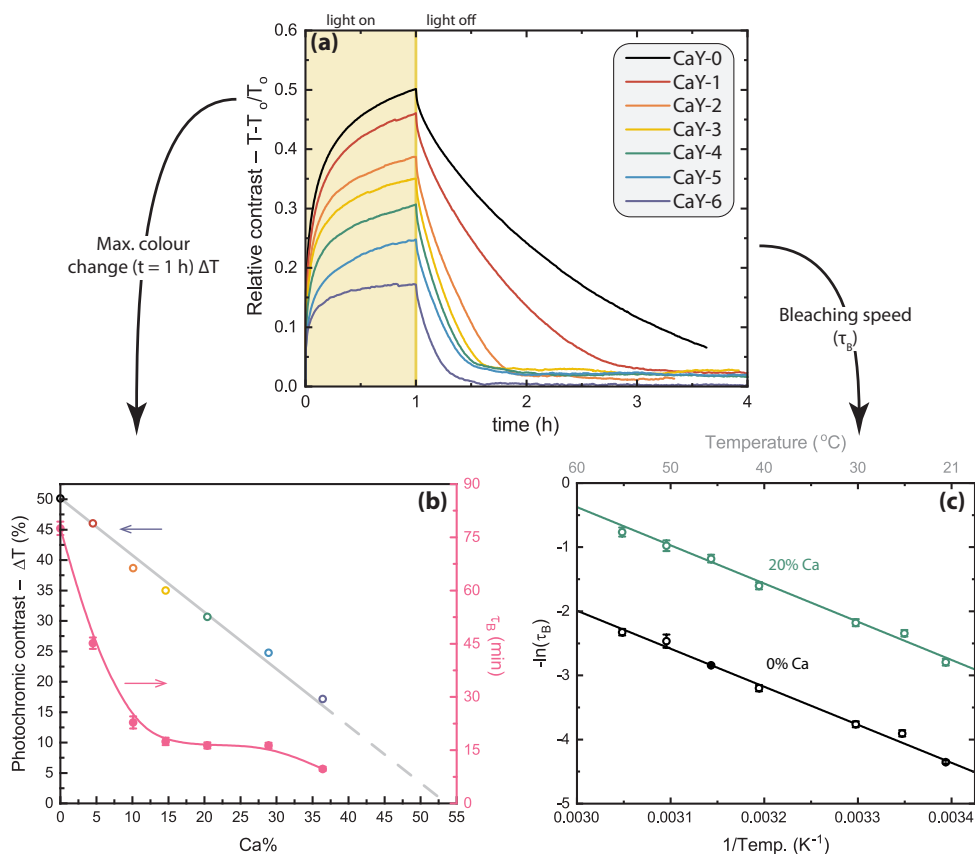 light on light off
(a)
0.6
0.5
0.4
0.3
0.2
0.1
0.0
Relative contrast – T-T₀/T₀
CaY-0
CaY-1
CaY-2
CaY-3
CaY-4
CaY-5
CaY-6
0 1 2 3 4
time (h)
Max. colour
change (t = 1 h) ΔT
Bleaching speed
(τ_B)
(b)
50
45
40
35
30
25
20
15
10
5
0
Photochromic contrast – ΔT (%)
90
75
60
45
30
15
0
τ_B (min)
0 5 10 15 20 25 30 35 40 45 50 55
Ca%
Temperature (°C)
60 50 40 30 21
(c)
0
-1
-2
-3
-4
-5
-ln(τ_B)
20% Ca
0% Ca
0.0030 0.0031 0.0032 0.0033 0.0034
1/Temp. (K⁻¹)